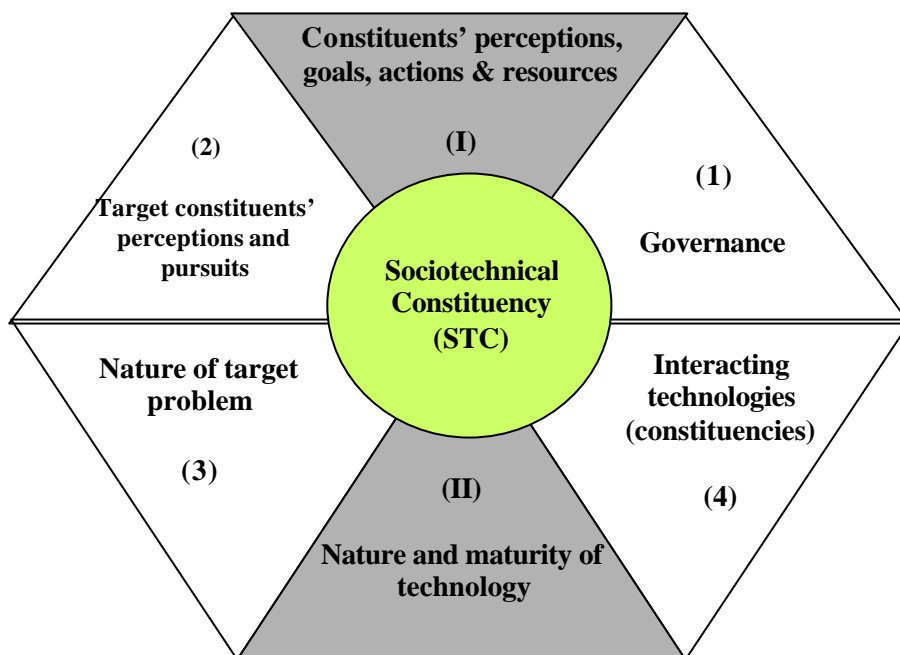 Constituents’ perceptions,
goals, actions & resources
(I)
(2)
Target constituents’
perceptions and
pursuits
(1)
Governance
Sociotechnical
Constituency
(STC)
Nature of target
problem
(3)
Interacting
technologies
(constituencies)
(4)
(II)
Nature and maturity of
technology